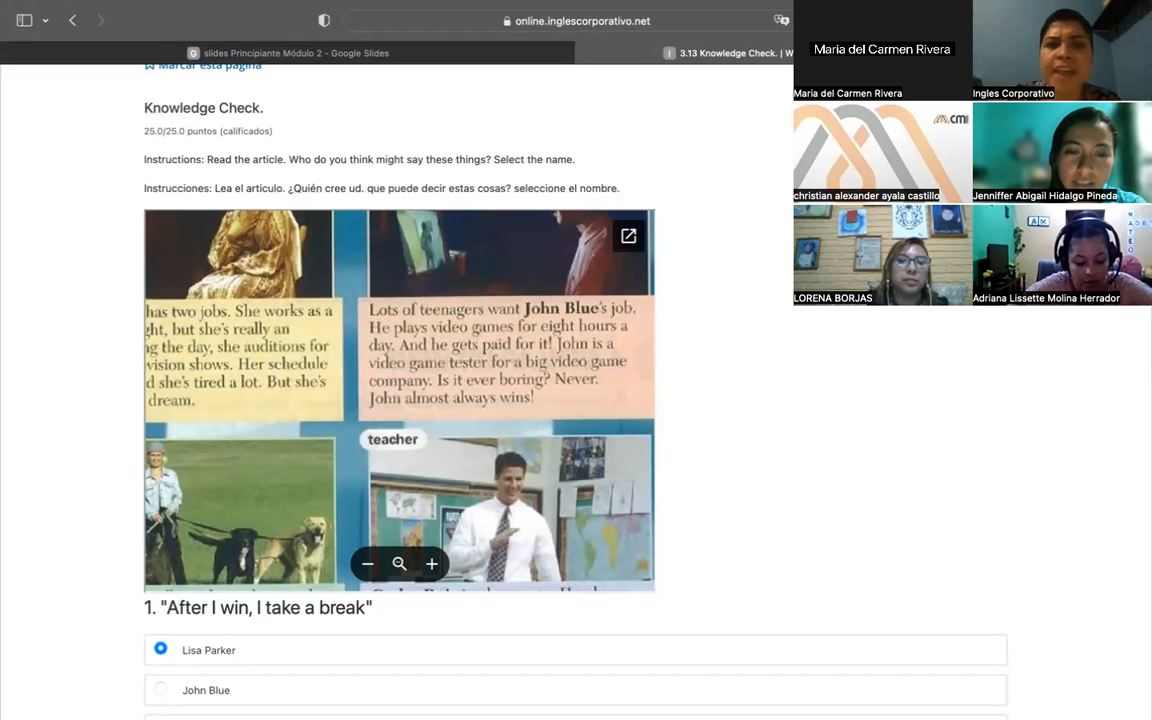 online.inglescorporativo.net
slides Principiante Módulo 2 - Google Slides
3.13 Knowledge Check. | W
Marcar esta página
Knowledge Check.
25.0/25.0 puntos (calificados)
Instructions: Read the article. Who do you think might say these things? Select the name.
Instrucciones: Lea el articulo. ¿Quién cree ud. que puede decir estas cosas? seleccione el nombre.
has two jobs. She works as a
ght, but she's really an
ng the day, she auditions for
vision shows. Her schedule
d she's tired a lot. But she's
dream.
Lots of teenagers want John Blue's job.
He plays video games for eight hours a
day. And he gets paid for it! John is a
video game tester for a big video game
company. Is it ever boring? Never.
John almost always wins!
teacher
1. "After I win, I take a break"
Lisa Parker
John Blue
Maria del Carmen Rivera
Maria del Carmen Rivera
Ingles Corporativo
cmi
christian alexander ayala castillo
Jenniffer Abigail Hidalgo Pineda
LORENA BORJAS
Adriana Lissette Molina Herrador